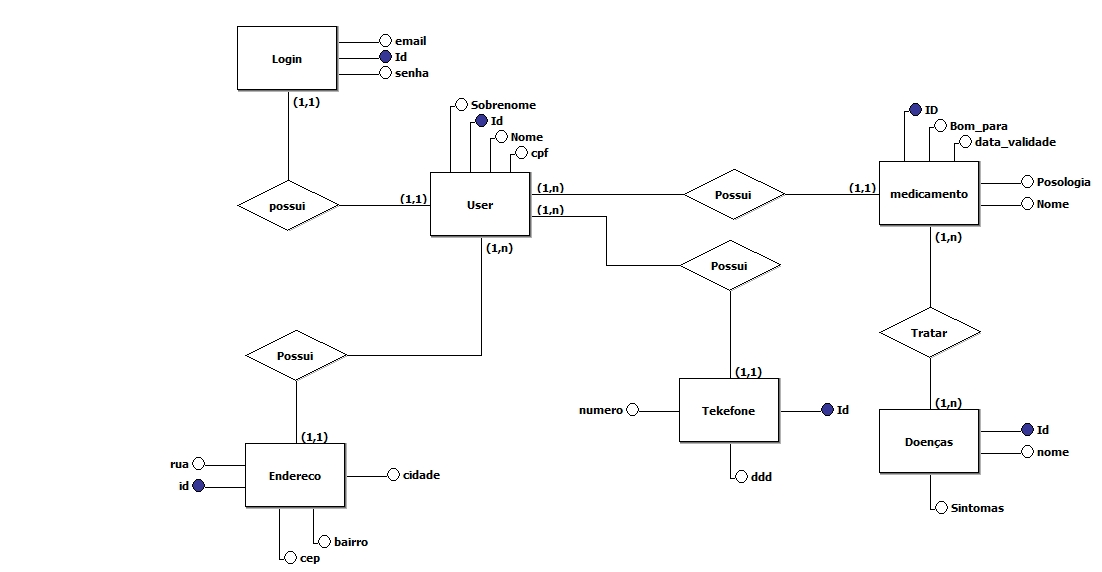 email
Login
Id
senha
(1,1)
Sobrenome
Id
Nome
cpf
ID
Bom_para
data_validade
possui
(1,1)
User
(1,n)
(1,n)
(1,n)
Possui
(1,1)
medicamento
Posologia
Nome
(1,n)
Possui
Tratar
Possui
(1,1)
(1,n)
numero
Tekefone
Id
ddd
Doenças
Id
nome
Sintomas
(1,1)
rua
id
Endereco
cidade
bairro
cep